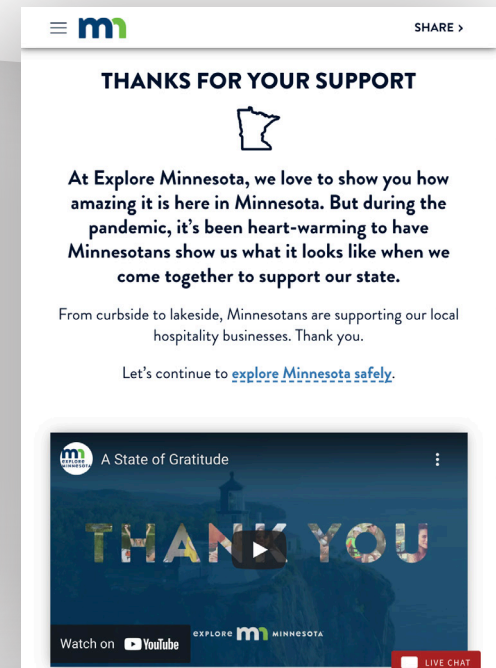 mn
SHARE >
THANKS FOR YOUR SUPPORT
At Explore Minnesota, we love to show you how
amazing it is here in Minnesota. But during the
pandemic, it's been heart-warming to have
Minnesotans show us what it looks like when we
come together to support our state.
From curbside to lakeside, Minnesotans are supporting our local
hospitality businesses. Thank you.
Let's continue to explore Minnesota safely.
mn
EXPLORE
MINNESOTA
A State of Gratitude
THANK YOU
EXPLORE mn MINNESOTA
Watch on YouTube
LIVE CHAT